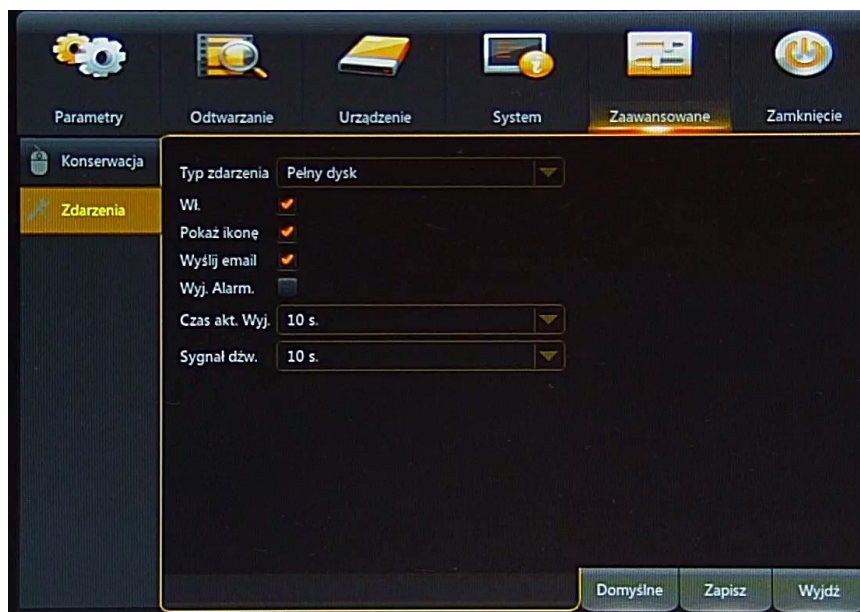 Parametry
Odtwarzanie
Urządzenie
System
Zaawansowane
Zamknięcie
Konserwacja
Zdarzenia
Typ zdarzenia Pełny dysk
Wł.
Pokaż ikonę
Wyślij email
Wyj. Alarm.
Czas akt. Wyj. 10 s.
Sygnał dźw. 10 s.
Domyślne
Zapisz
Wyjdź